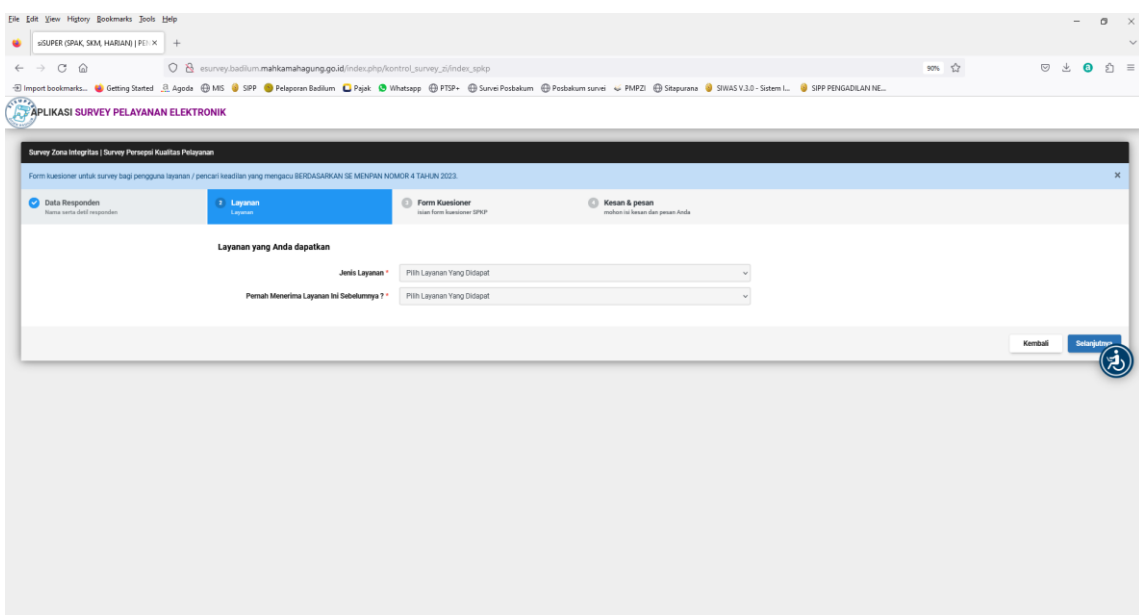 File Edit View History Bookmarks Tools Help
siSUPER (SPAK, SKM, HARIAN) | PEN
esurvey.badilum.mahkamahagung.go.id/index.php/kontrol_survey_zi/index_spkp
90%
Import bookmarks... Getting Started Agoda MIS SIPP Pelaporan Badilum Pajak Whatsapp PTSP+ Survei Posbakum Posbakum survei PMPZI Sitapurana SIWAS V.3.0 - Sistem I... SIPP PENGADILAN NE...
APLIKASI SURVEY PELAYANAN ELEKTRONIK
Survey Zona Integritas | Survey Persepsi Kualitas Pelayanan
Form kuesioner untuk survey bagi pengguna layanan / pencari keadilan yang mengacu BERDASARKAN SE MENPAN NOMOR 4 TAHUN 2023.
Data Responden
Nama serta detil responden
2 Layanan
Layanan
3 Form Kuesioner
isian form kuesioner SPKP
4 Kesan & pesan
mohon isi kesan dan pesan Anda
Layanan yang Anda dapatkan
Jenis Layanan * Pilih Layanan Yang Didapat
Pernah Menerima Layanan Ini Sebelumnya ? * Pilih Layanan Yang Didapat
Kembali Selanjutnya